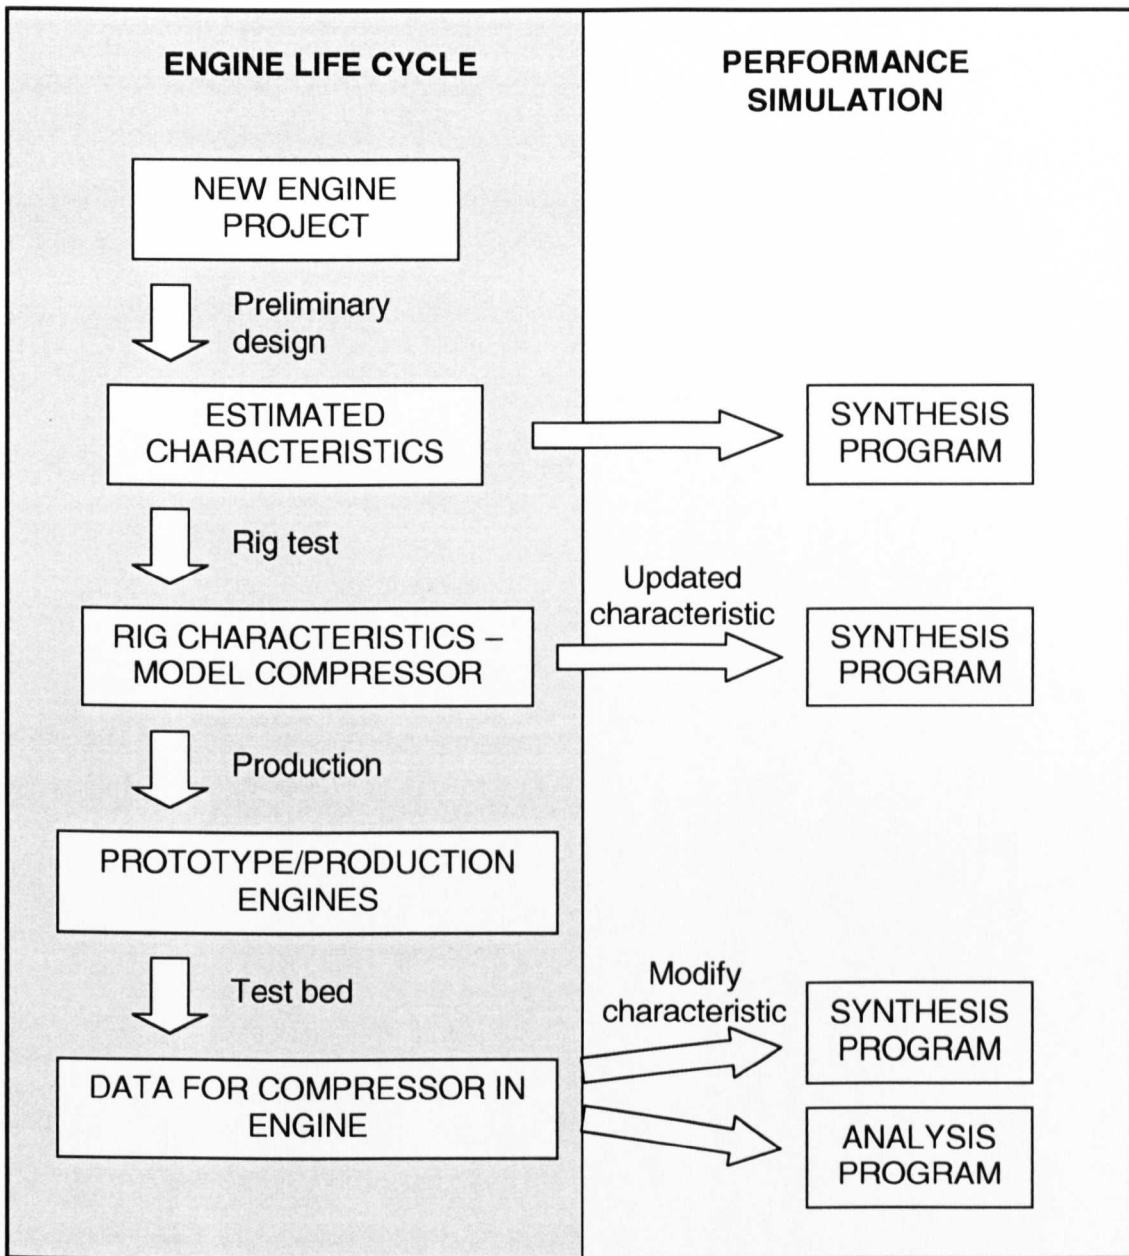 ENGINE LIFE CYCLE
PERFORMANCE
SIMULATION
NEW ENGINE
PROJECT
Preliminary
design
ESTIMATED
CHARACTERISTICS
SYNTHESIS
PROGRAM
Rig test
Updated
characteristic
RIG CHARACTERISTICS –
MODEL COMPRESSOR
SYNTHESIS
PROGRAM
Production
PROTOTYPE/PRODUCTION
ENGINES
Test bed
Modify
characteristic
DATA FOR COMPRESSOR IN
ENGINE
SYNTHESIS
PROGRAM
ANALYSIS
PROGRAM